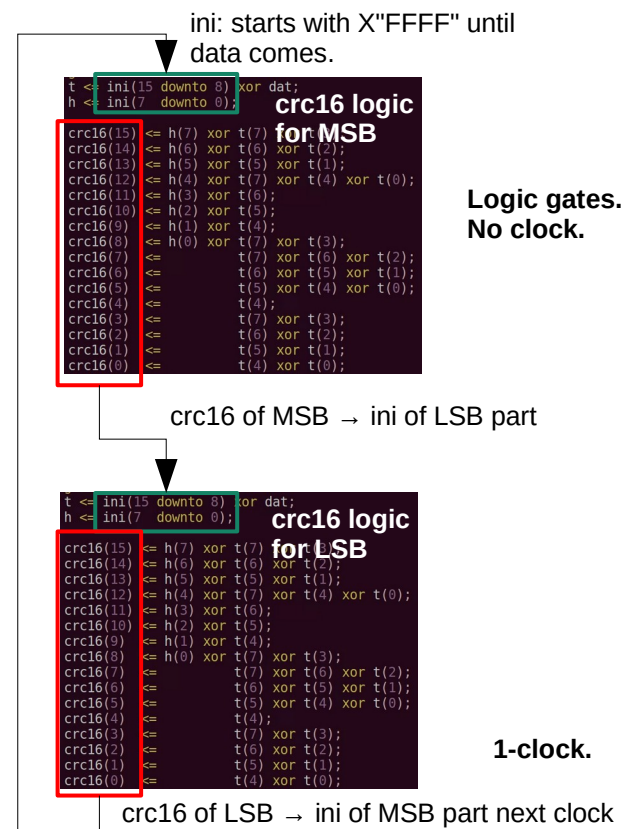 ini: starts with X"FFFF" until
data comes.
t <= ini(15 downto 8) xor dat;
h <= ini(7 downto 0);
crc16 logic
for MSB
crc16(15) <= h(7) xor t(7)
crc16(14) <= h(6) xor t(6) xor t(2);
crc16(13) <= h(5) xor t(5) xor t(1);
crc16(12) <= h(4) xor t(7) xor t(4) xor t(0);
crc16(11) <= h(3) xor t(6);
crc16(10) <= h(2) xor t(5);
crc16(9) <= h(1) xor t(4);
crc16(8) <= h(0) xor t(7) xor t(3);
crc16(7) <= t(7) xor t(6) xor t(2);
crc16(6) <= t(6) xor t(5) xor t(1);
crc16(5) <= t(5) xor t(4) xor t(0);
crc16(4) <= t(4);
crc16(3) <= t(7) xor t(3);
crc16(2) <= t(6) xor t(2);
crc16(1) <= t(5) xor t(1);
crc16(0) <= t(4) xor t(0);
Logic gates.
No clock.
crc16 of MSB → ini of LSB part
t <= ini(15 downto 8) xor dat;
h <= ini(7 downto 0);
crc16 logic
for LSB
crc16(15) <= h(7) xor t(7) xor t(3);
crc16(14) <= h(6) xor t(6) xor t(2);
crc16(13) <= h(5) xor t(5) xor t(1);
crc16(12) <= h(4) xor t(7) xor t(4) xor t(0);
crc16(11) <= h(3) xor t(6);
crc16(10) <= h(2) xor t(5);
crc16(9) <= h(1) xor t(4);
crc16(8) <= h(0) xor t(7) xor t(3);
crc16(7) <= t(7) xor t(6) xor t(2);
crc16(6) <= t(6) xor t(5) xor t(1);
crc16(5) <= t(5) xor t(4) xor t(0);
crc16(4) <= t(4);
crc16(3) <= t(7) xor t(3);
crc16(2) <= t(6) xor t(2);
crc16(1) <= t(5) xor t(1);
crc16(0) <= t(4) xor t(0);
1-clock.
crc16 of LSB → ini of MSB part next clock